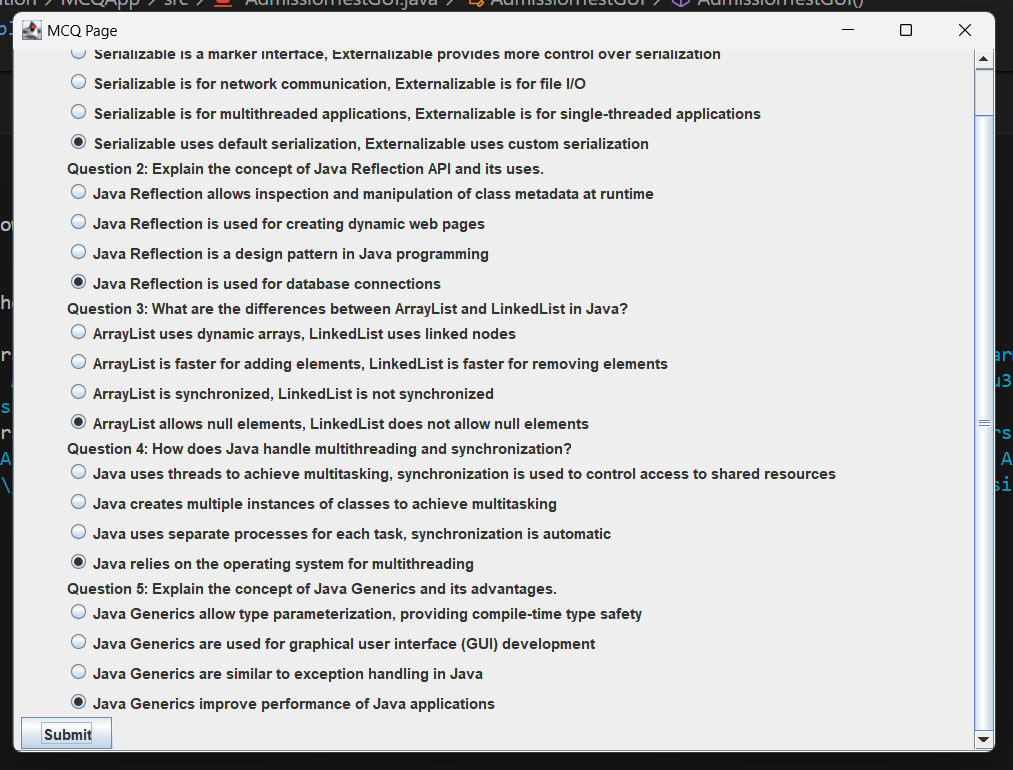 MCQApp src AdmissionTestGUI.java AdmissionTestGUI AdmissionTestGUI()
MCQ Page
Serializable is a marker interface, Externalizable provides more control over serialization
Serializable is for network communication, Externalizable is for file I/O
Serializable is for multithreaded applications, Externalizable is for single-threaded applications
Serializable uses default serialization, Externalizable uses custom serialization
Question 2: Explain the concept of Java Reflection API and its uses.
Java Reflection allows inspection and manipulation of class metadata at runtime
Java Reflection is used for creating dynamic web pages
Java Reflection is a design pattern in Java programming
Java Reflection is used for database connections
Question 3: What are the differences between ArrayList and LinkedList in Java?
ArrayList uses dynamic arrays, LinkedList uses linked nodes
ArrayList is faster for adding elements, LinkedList is faster for removing elements
ArrayList is synchronized, LinkedList is not synchronized
ArrayList allows null elements, LinkedList does not allow null elements
Question 4: How does Java handle multithreading and synchronization?
Java uses threads to achieve multitasking, synchronization is used to control access to shared resources
Java creates multiple instances of classes to achieve multitasking
Java uses separate processes for each task, synchronization is automatic
Java relies on the operating system for multithreading
Question 5: Explain the concept of Java Generics and its advantages.
Java Generics allow type parameterization, providing compile-time type safety
Java Generics are used for graphical user interface (GUI) development
Java Generics are similar to exception handling in Java
Java Generics improve performance of Java applications
Submit